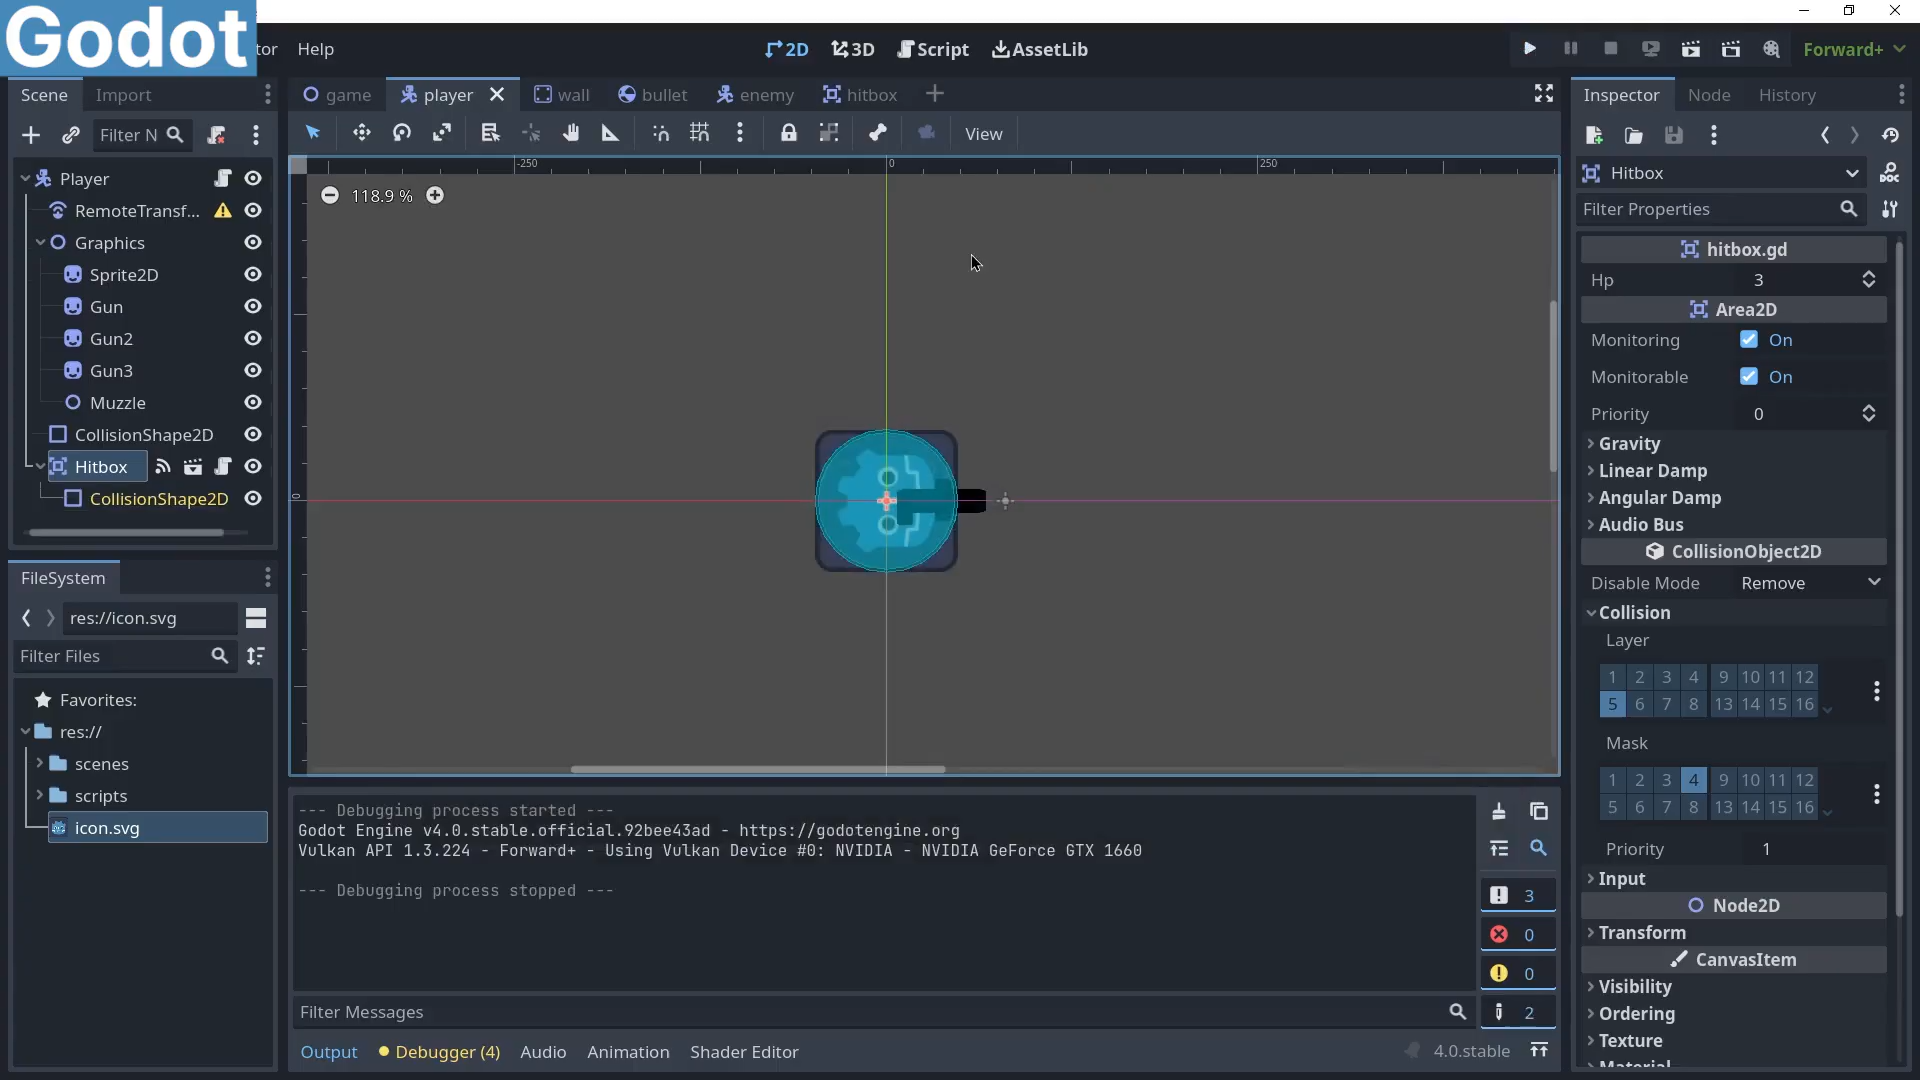 Godot
tor Help
2D 3D Script AssetLib
Forward+
Scene Import
game player wall bullet enemy hitbox
Inspector Node History
Filter N
View
-250 0 250
118.9 %
0
Player
RemoteTransf...
Graphics
Sprite2D
Gun
Gun2
Gun3
Muzzle
CollisionShape2D
Hitbox
CollisionShape2D
FileSystem
res://icon.svg
Filter Files
Favorites:
res://
scenes
scripts
icon.svg
--- Debugging process started ---
Godot Engine v4.0.stable.official.92bee43ad - https://godotengine.org
Vulkan API 1.3.224 - Forward+ - Using Vulkan Device #0: NVIDIA - NVIDIA GeForce GTX 1660
--- Debugging process stopped ---
3
0
0
2
Filter Messages
Output Debugger (4) Audio Animation Shader Editor
4.0.stable
Hitbox
DOC
Filter Properties
hitbox.gd
Hp 3
Area2D
Monitoring On
Monitorable On
Priority 0
Gravity
Linear Damp
Angular Damp
Audio Bus
CollisionObject2D
Disable Mode Remove
Collision
Layer
1 2 3 4 9 10 11 12
5 6 7 8 13 14 15 16
Mask
1 2 3 4 9 10 11 12
5 6 7 8 13 14 15 16
Priority 1
Input
Node2D
Transform
CanvasItem
Visibility
Ordering
Texture
Material